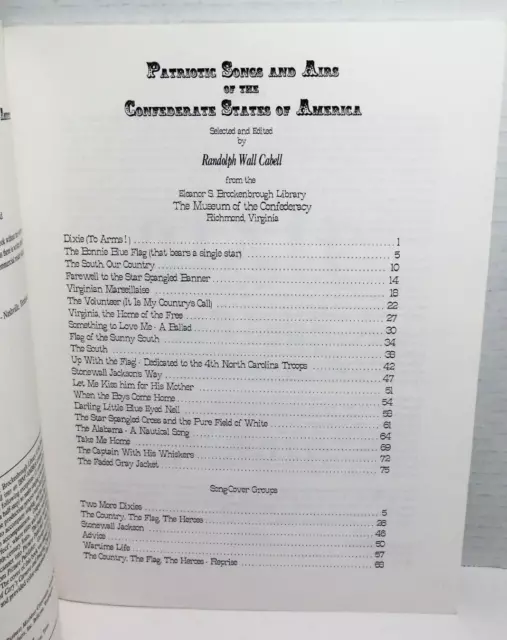 PATRIOTIC SONGS AND AIRS
OF THE
CONFEDERATE STATES OF AMERICA
Selected and Edited
by
Randolph Wall Cabell
from the
Eleanor S. Brockenbrough Library
The Museum of the Confederacy
Richmond, Virginia
Dixie (To Arms!) 1
The Bonnie Blue Flag (that bears a single star) 5
The South, Our Country 10
Farewell to the Star Spangled Banner 14
Virginian Marseillaise 18
The Volunteer (It Is My Country's Call) 22
Virginia, the Home of the Free 27
Something to Love Me - A Ballad 30
Flag of the Sunny South 34
The South 38
Up With the Flag - Dedicated to the 4th North Carolina Troops 42
Stonewall Jackson's Way 47
Let Me Kiss him for His Mother 51
When the Boys Come Home 54
Darling Little Blue Eyed Nell 58
The Star Spangled Cross and the Pure Field of White 61
The Alabama - A Nautical Song 64
Take Me Home 69
The Captain With His Whiskers 72
The Faded Gray Jacket 75
Song-Cover Groups
Two More Dixies 5
The Country, The Flag, The Heroes 26
Stonewall Jackson 46
Advice 50
Wartime Life 57
The Country, The Flag, The Heroes - Reprise 68